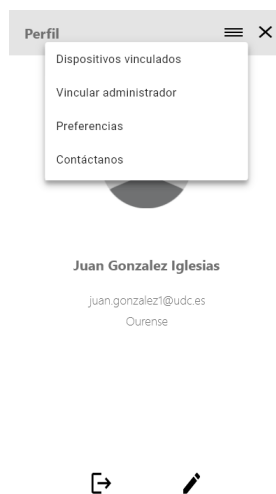 Perfil
Dispositivos vinculados
Vincular administrador
Preferencias
Contáctanos
Juan Gonzalez Iglesias
juan.gonzalez1@udc.es
Ourense